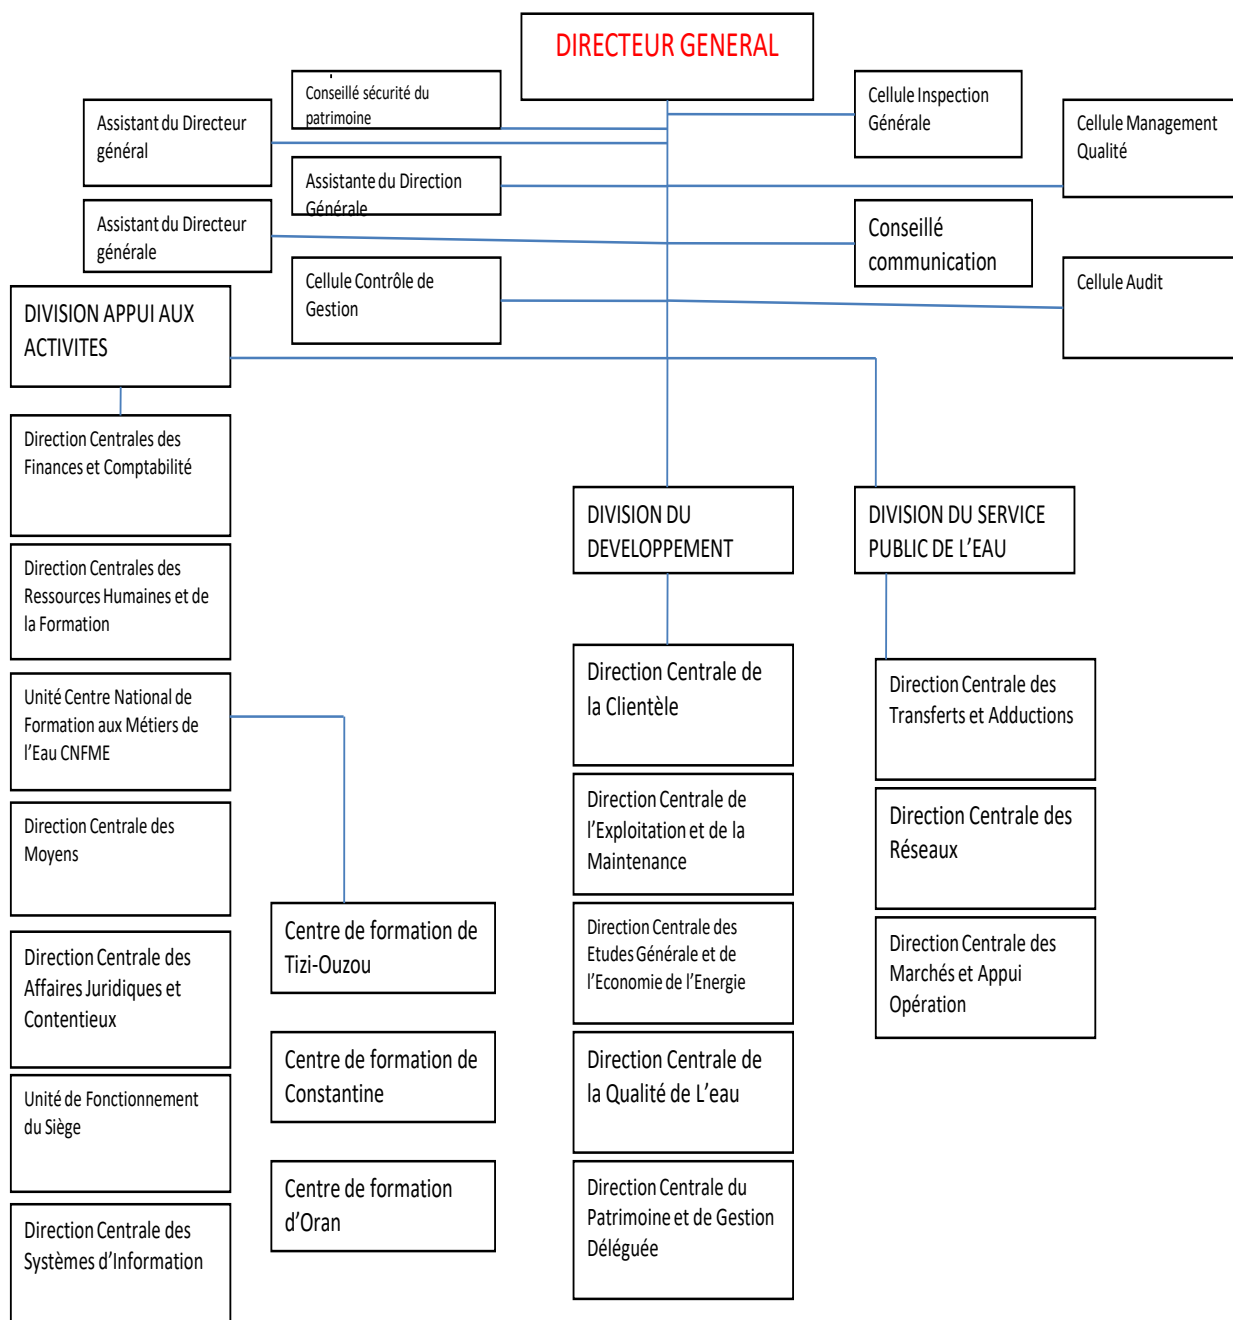 DIRECTEUR GENERAL
Conseillé sécurité du
patrimoine
Cellule Inspection
Générale
Assistant du Directeur
général
Cellule Management
Qualité
Assistante du Direction
Générale
Assistant du Directeur
générale
Conseillé
communication
Cellule Contrôle de
Gestion
Cellule Audit
DIVISION APPUI AUX
ACTIVITES
Direction Centrales des
Finances et Comptabilité
Direction Centrales des
Ressources Humaines et de
la Formation
Unité Centre National de
Formation aux Métiers de
l’Eau CNFME
Direction Centrale des
Moyens
Direction Centrale des
Affaires Juridiques et
Contentieux
Unité de Fonctionnement
du Siège
Direction Centrale des
Systèmes d’Information
Centre de formation de
Tizi-Ouzou
Centre de formation de
Constantine
Centre de formation
d’Oran
DIVISION DU
DEVELOPPEMENT
Direction Centrale de
la Clientèle
Direction Centrale de
l’Exploitation et de la
Maintenance
Direction Centrale des
Etudes Générale et de
l’Economie de l’Energie
Direction Centrale de
la Qualité de L’eau
Direction Centrale du
Patrimoine et de Gestion
Déléguée
DIVISION DU SERVICE
PUBLIC DE L’EAU
Direction Centrale des
Transferts et Adductions
Direction Centrale des
Réseaux
Direction Centrale des
Marchés et Appui
Opération